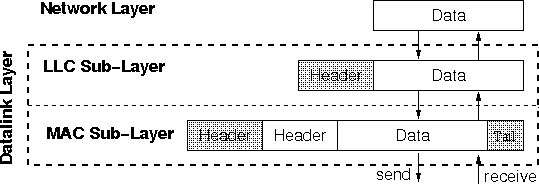 Network Layer
Data
Datalink Layer
LLC Sub-Layer
Header
Data
MAC Sub-Layer
Header
Header
Data
Tail
send
receive